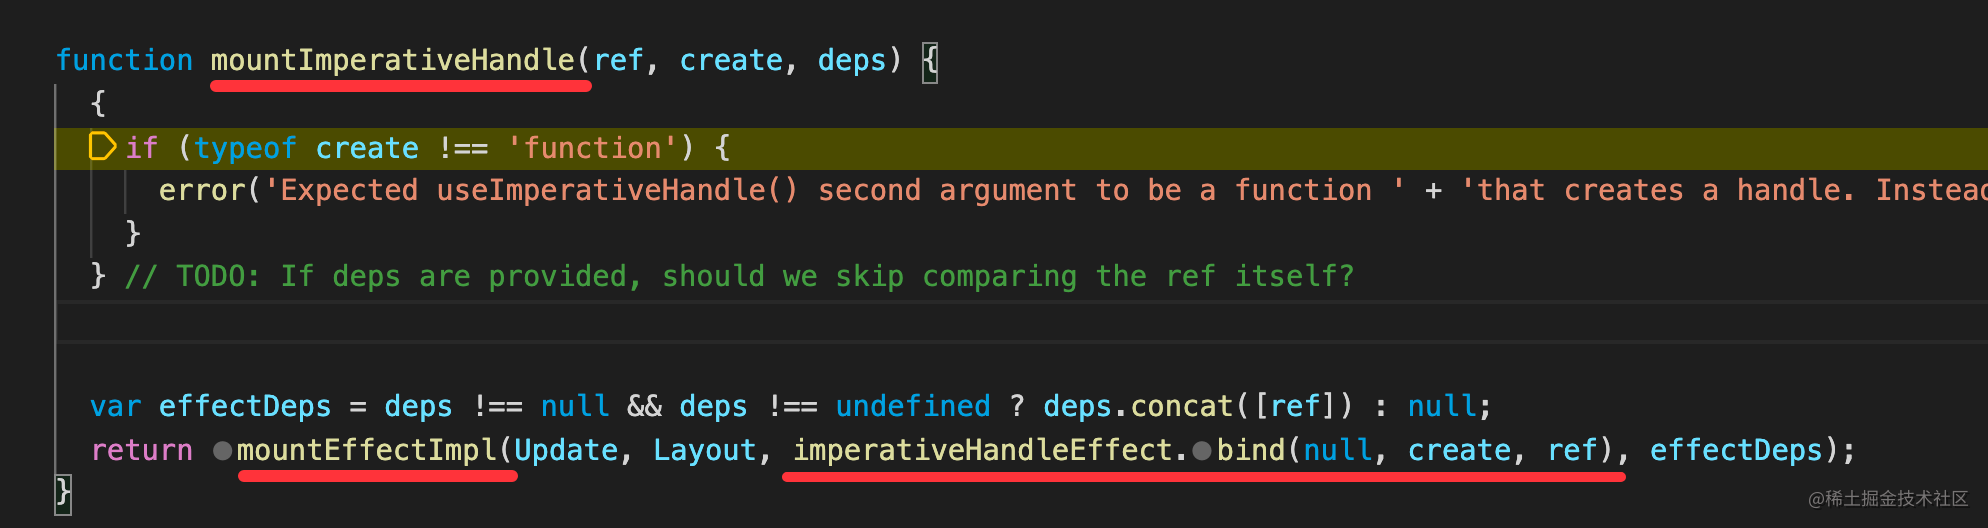 function mountImperativeHandle(ref, create, deps) {
{
if (typeof create !== 'function') {
error('Expected useImperativeHandle() second argument to be a function ' + 'that creates a handle. Instead
}
} // TODO: If deps are provided, should we skip comparing the ref itself?
var effectDeps = deps !== null && deps !== undefined ? deps.concat([ref]) : null;
return mountEffectImpl(Update, Layout, imperativeHandleEffect.bind(null, create, ref), effectDeps);
}
@稀土掘金技术社区